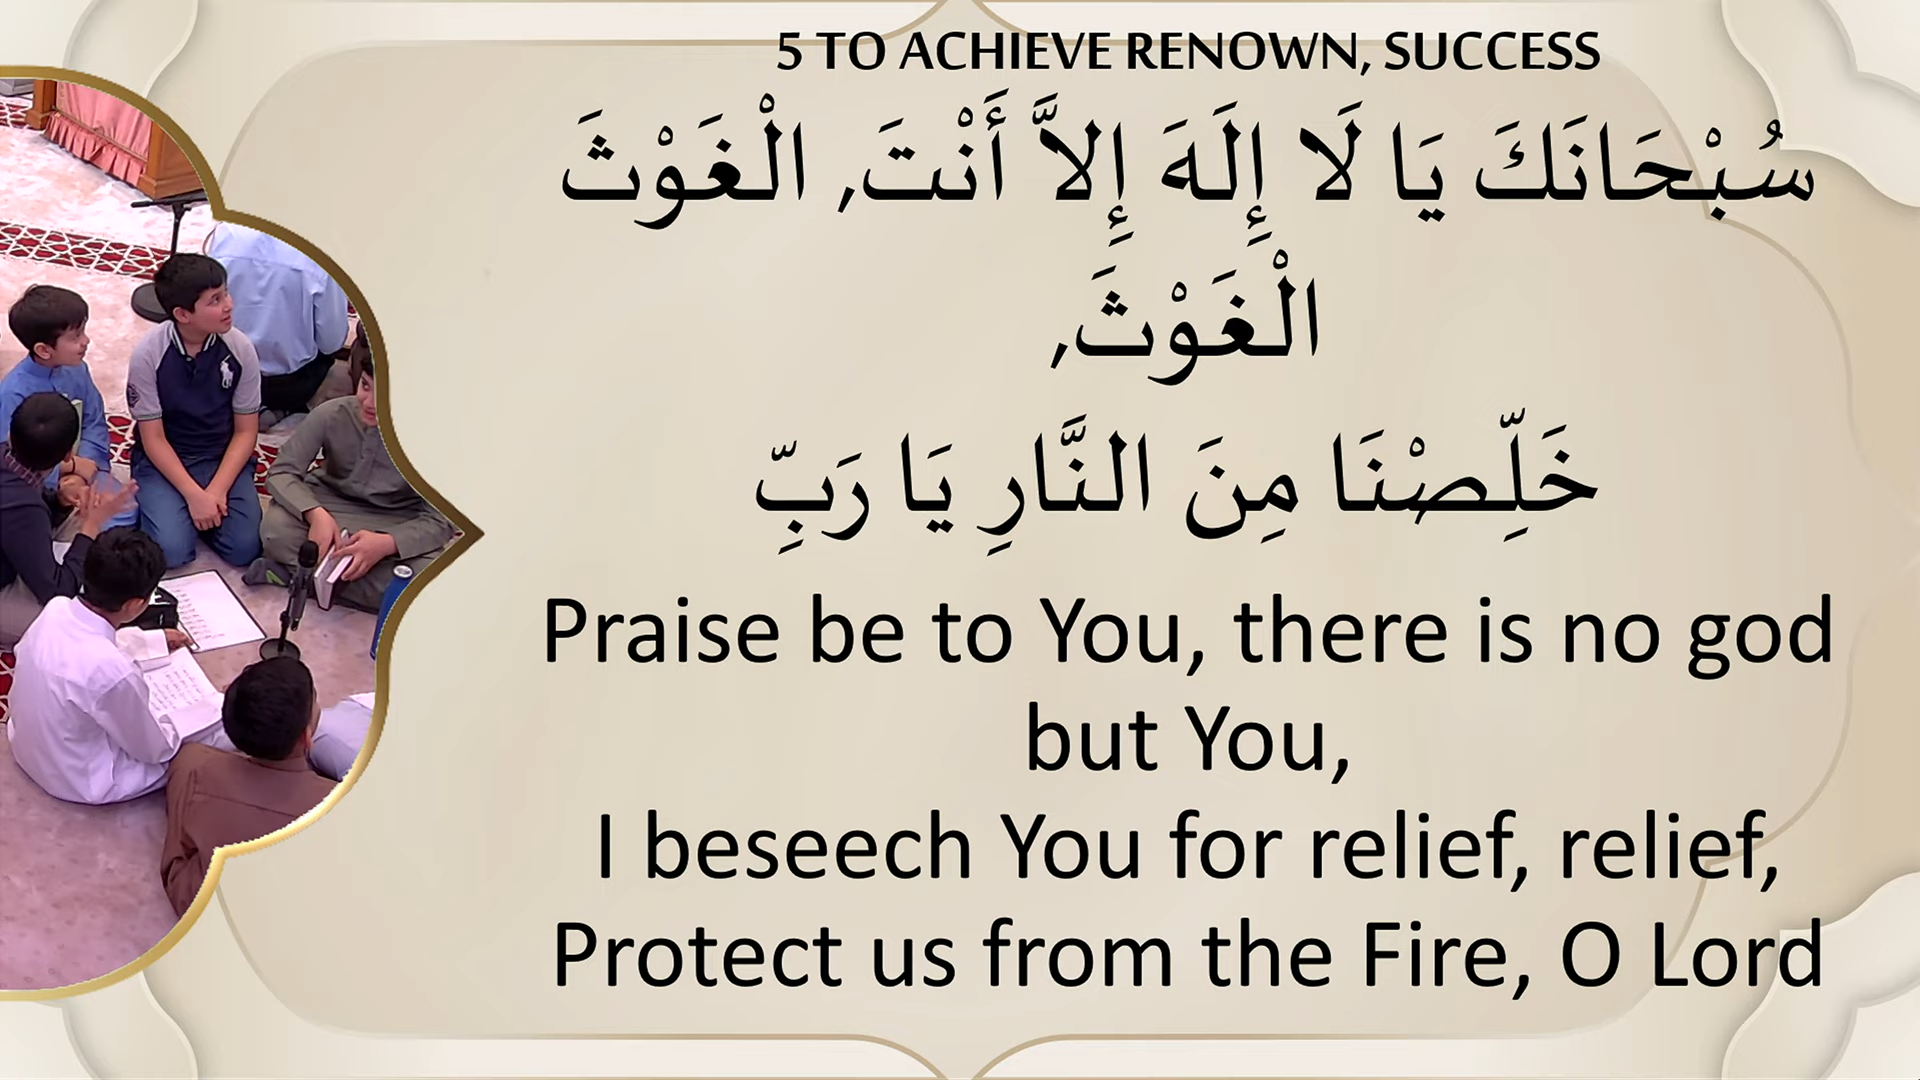 5 TO ACHIEVE RENOWN, SUCCESS
سُبْحَانَكَ يَا لَا إِلَهَ إِلاَّ أَنْتَ, الْغَوْثَ
الْغَوْثَ,
خَلِّصْنَا مِنَ النَّارِ يَا رَبِّ
Praise be to You, there is no god
but You,
I beseech You for relief, relief,
Protect us from the Fire, O Lord